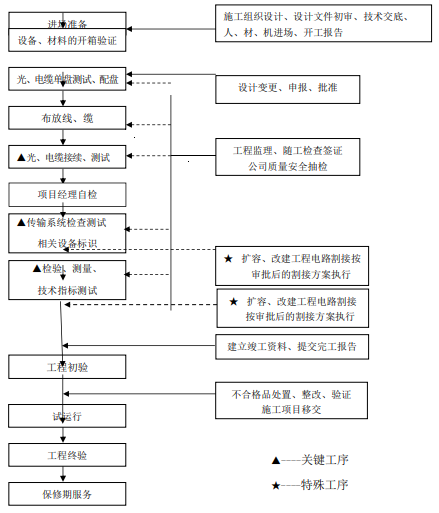 进场准备
设备、材料的开箱验证
光、电缆单盘测试、配盘
布放线、缆
▲光、电缆接续、测试
项目经理自检
▲传输系统检查测试
相关设备标识
▲检验、测量、
技术指标测试
工程初验
试运行
工程终验
保修期服务
施工组织设计、设计文件初审、技术交底、
人、材、机进场、开工报告
设计变更、申报、批准
工程监理、随工检查签证
公司质量安全抽检
★ 扩容、改建工程电路割接按
审批后的割接方案执行
★ 扩容、改建工程电路割接
按审批后的割接方案执行
建立竣工资料、提交完工报告
不合格品处置、整改、验证
施工项目移交
▲——关键工序
★——特殊工序